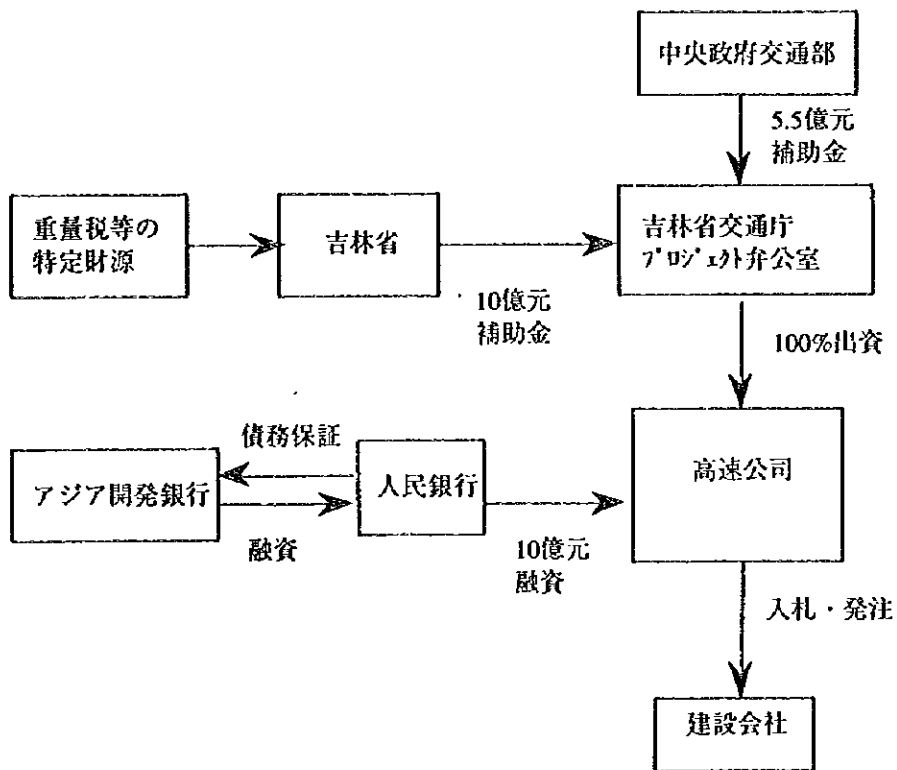 中央政府交通部
5.5億元
補助金
重量税等の
特定財源
吉林省
吉林省交通庁
プロジェクト弁公室
10億元
補助金
100%出資
債務保証
アジア開発銀行
人民銀行
高速公司
融資
10億元
融資
入札・発注
建設会社